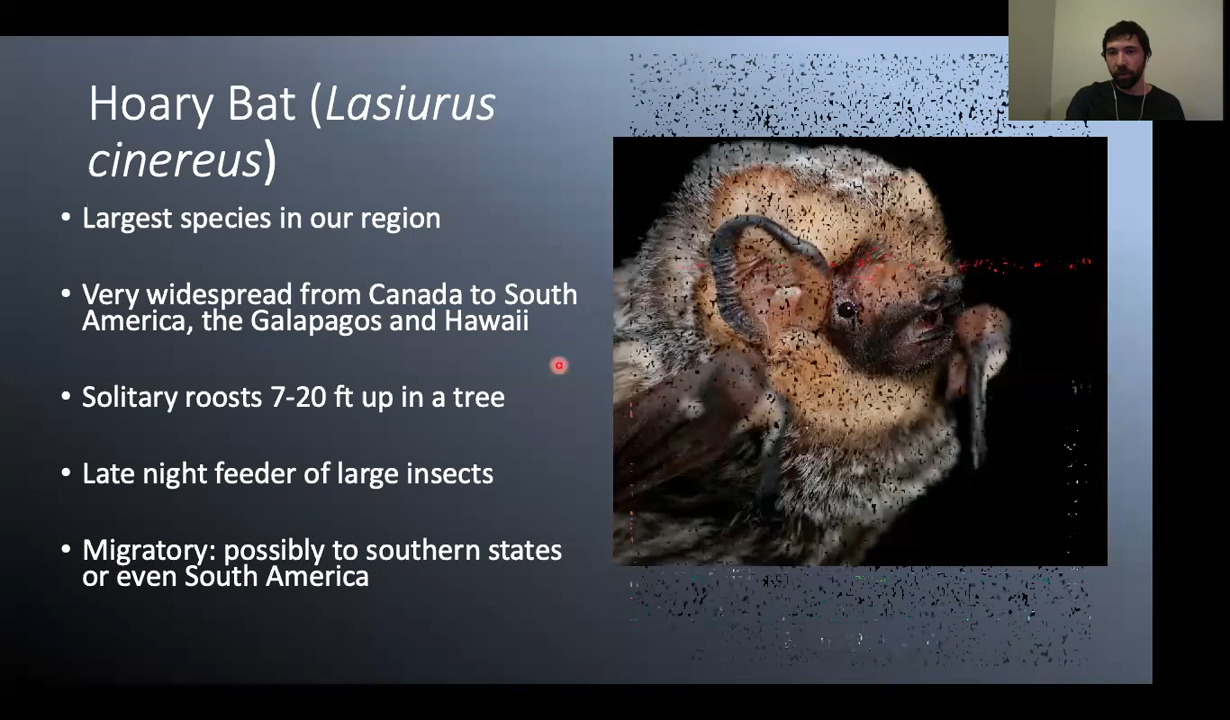 Hoary Bat (Lasiurus
cinereus)
• Largest species in our region
• Very widespread from Canada to South
America, the Galapagos and Hawaii
• Solitary roosts 7-20 ft up in a tree
• Late night feeder of large insects
• Migratory: possibly to southern states
or even South America